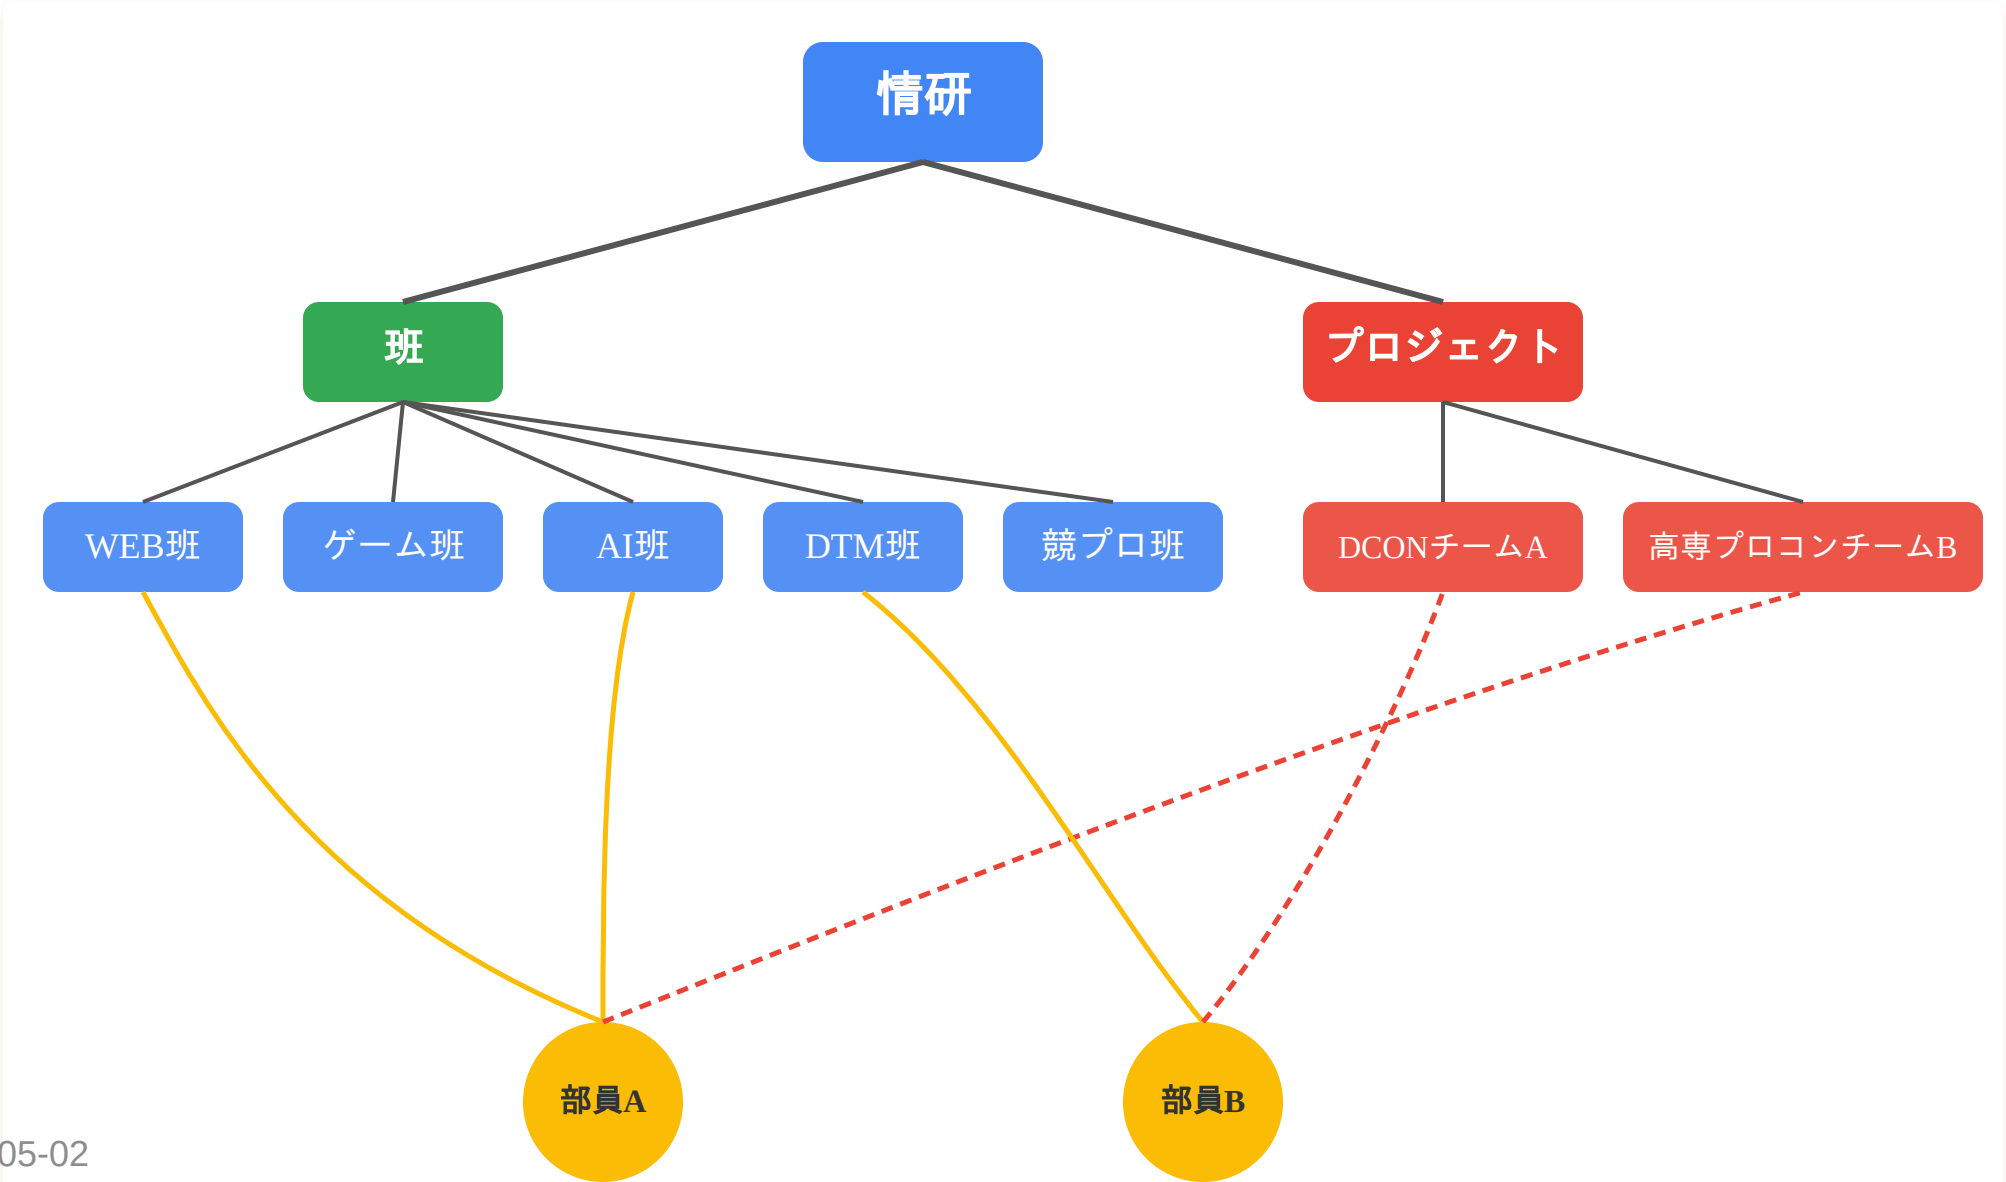 情研
班
プロジェクト
WEB班
ゲーム班
AI班
DTM班
競プロ班
DCONチームA
高専プロコンチームB
部員A
部員B
05-02